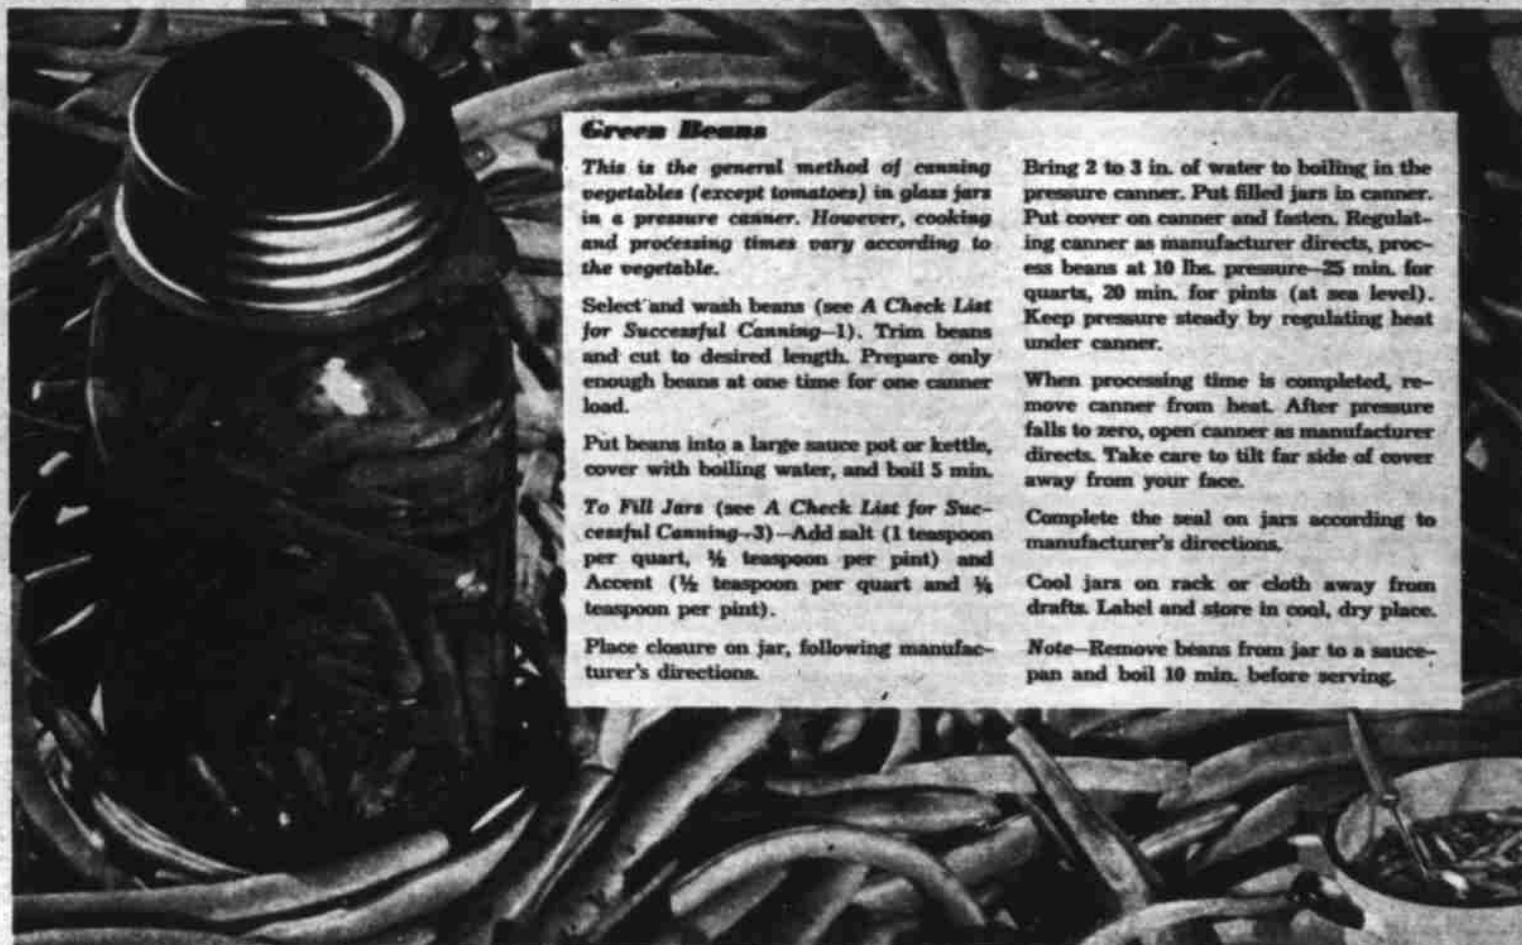 Green Beans
This is the general method of canning
vegetables (except tomatoes) in glass jars
in a pressure canner. However, cooking
and processing times vary according to
the vegetable.
Select and wash beans (see A Check List
for Successful Canning—1). Trim beans
and cut to desired length. Prepare only
enough beans at one time for one canner
load.
Put beans into a large sauce pot or kettle,
cover with boiling water, and boil 5 min.
To Fill Jars (see A Check List for Suc-
cessful Canning—3)—Add salt (1 teaspoon
per quart, ½ teaspoon per pint) and
Accent (½ teaspoon per quart and ¼
teaspoon per pint).
Place closure on jar, following manufac-
turer's directions.
Bring 2 to 3 in. of water to boiling in the
pressure canner. Put filled jars in canner.
Put cover on canner and fasten. Regulat-
ing canner as manufacturer directs, proc-
ess beans at 10 lbs. pressure—25 min. for
quarts, 20 min. for pints (at sea level).
Keep pressure steady by regulating heat
under canner.
When processing time is completed, re-
move canner from heat. After pressure
falls to zero, open canner as manufacturer
directs. Take care to tilt far side of cover
away from your face.
Complete the seal on jars according to
manufacturer's directions.
Cool jars on rack or cloth away from
drafts. Label and store in cool, dry place.
Note—Remove beans from jar to a sauce-
pan and boil 10 min. before serving.